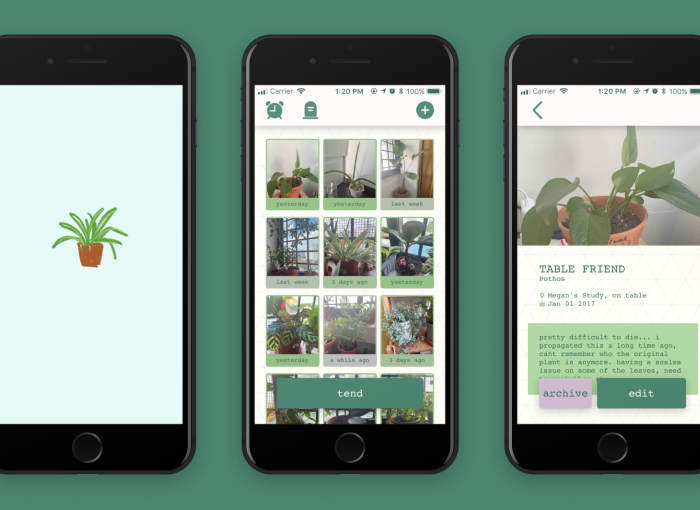 Carrier 1:20 PM 100%
yesterday yesterday last week
last week 3 days ago yesterday
yesterday a while ago 3 days ago
tend
Carrier 1:20 PM 100%
TABLE FRIEND
Pothos
Megan's Study, on table
Jan 01 2017
pretty difficult to die... i
propagated this a long time ago,
cant remember who the original
plant is anymore. having a scales
issue on some of the leaves, need
archive edit